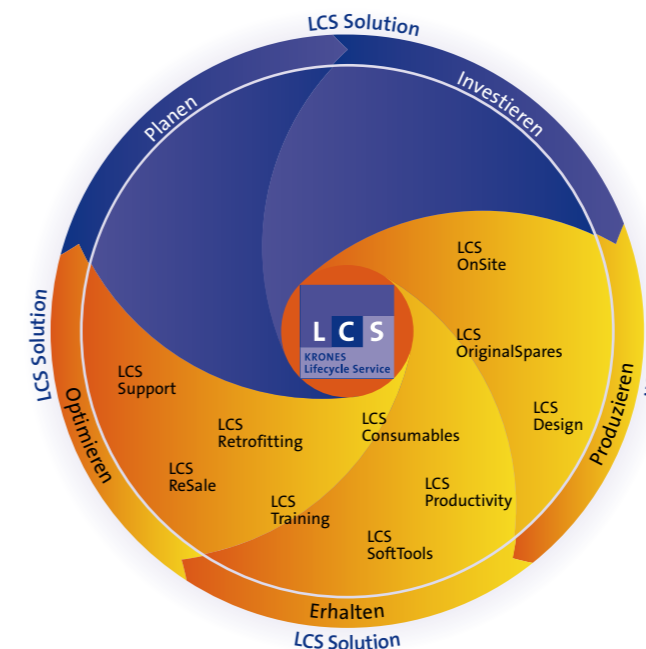 LCS Solution
Planen
Investieren
LCS
OnSite
LCS
OriginalSpares
LCS
Design
Produzieren
LCS
KRONES
Lifecycle Service
LCS Solution
Optimieren
LCS
Support
LCS
Retrofitting
LCS
ReSale
LCS
Training
LCS
Consumables
LCS
Productivity
LCS
SoftTools
Erhalten
LCS Solution